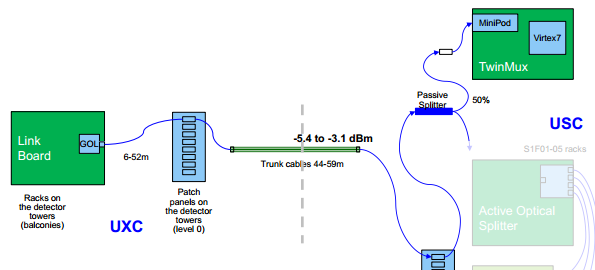 MiniPod
Virtex7
TwinMux
Passive
Splitter
50%
USC
Link
Board
GOL
6-52m
-5.4 to -3.1 dBm
Trunk cables 44-59m
S1F01-05 racks
Active Optical
Splitter
Racks on
the detector
towers
(balconies)
UXC
Patch
panels on
the detector
towers
(level 0)